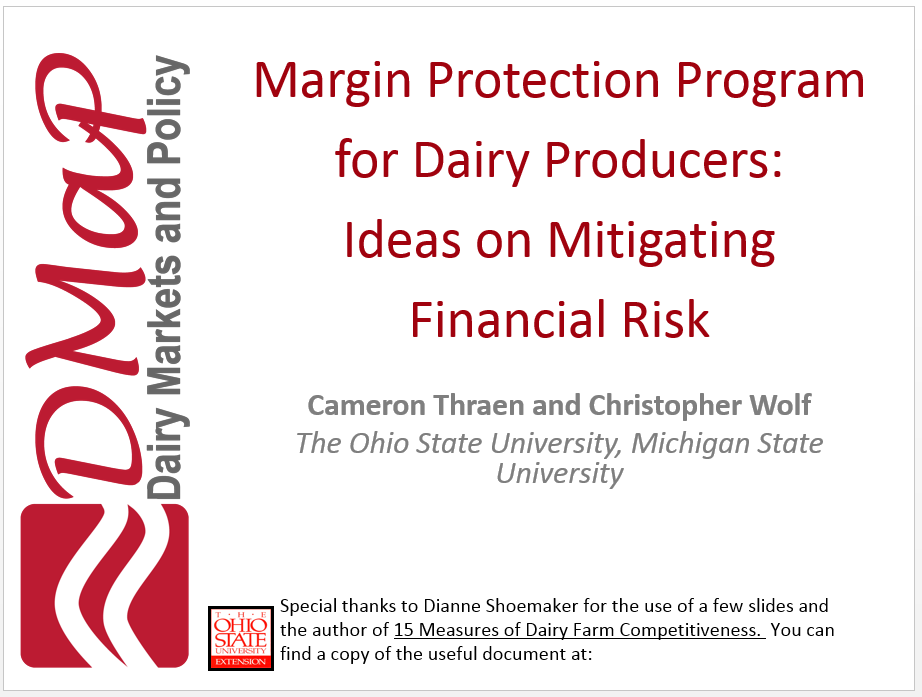 Margin Protection Program
for Dairy Producers:
Ideas on Mitigating
Financial Risk
Cameron Thraen and Christopher Wolf
The Ohio State University, Michigan State
University
DMaP
Dairy Markets and Policy
T · H · E
OHIO
STATE
UNIVERSITY
EXTENSION
Special thanks to Dianne Shoemaker for the use of a few slides and
the author of 15 Measures of Dairy Farm Competitiveness. You can
find a copy of the useful document at: